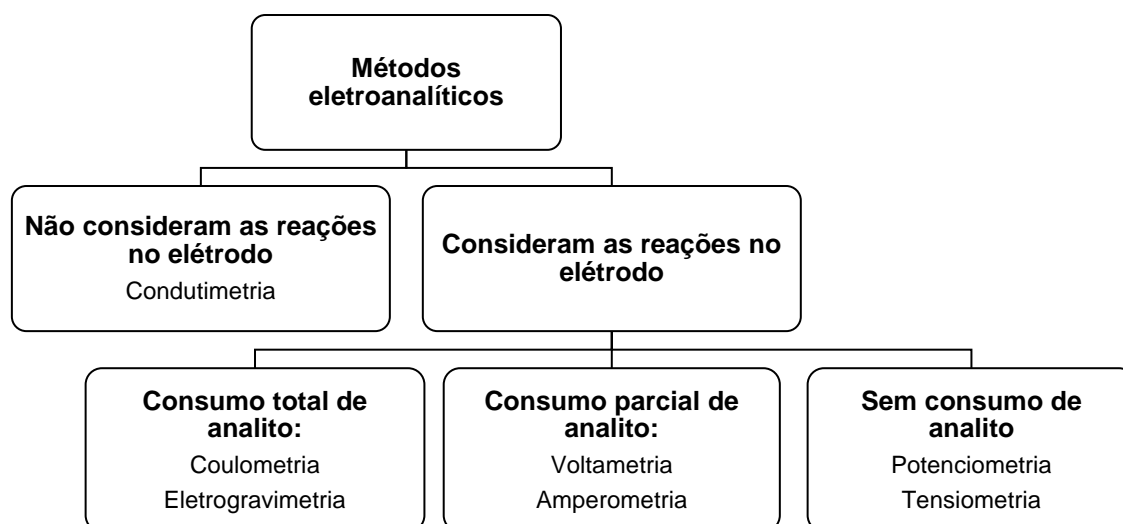 Métodos
eletroanalíticos
Não consideram as reações
no elétrodo
Condutimetria
Consideram as reações no
elétrodo
Consumo total de
analito:
Coulometria
Eletrogravimetria
Consumo parcial de
analito:
Voltametria
Amperometria
Sem consumo de
analito
Potenciometria
Tensiometria